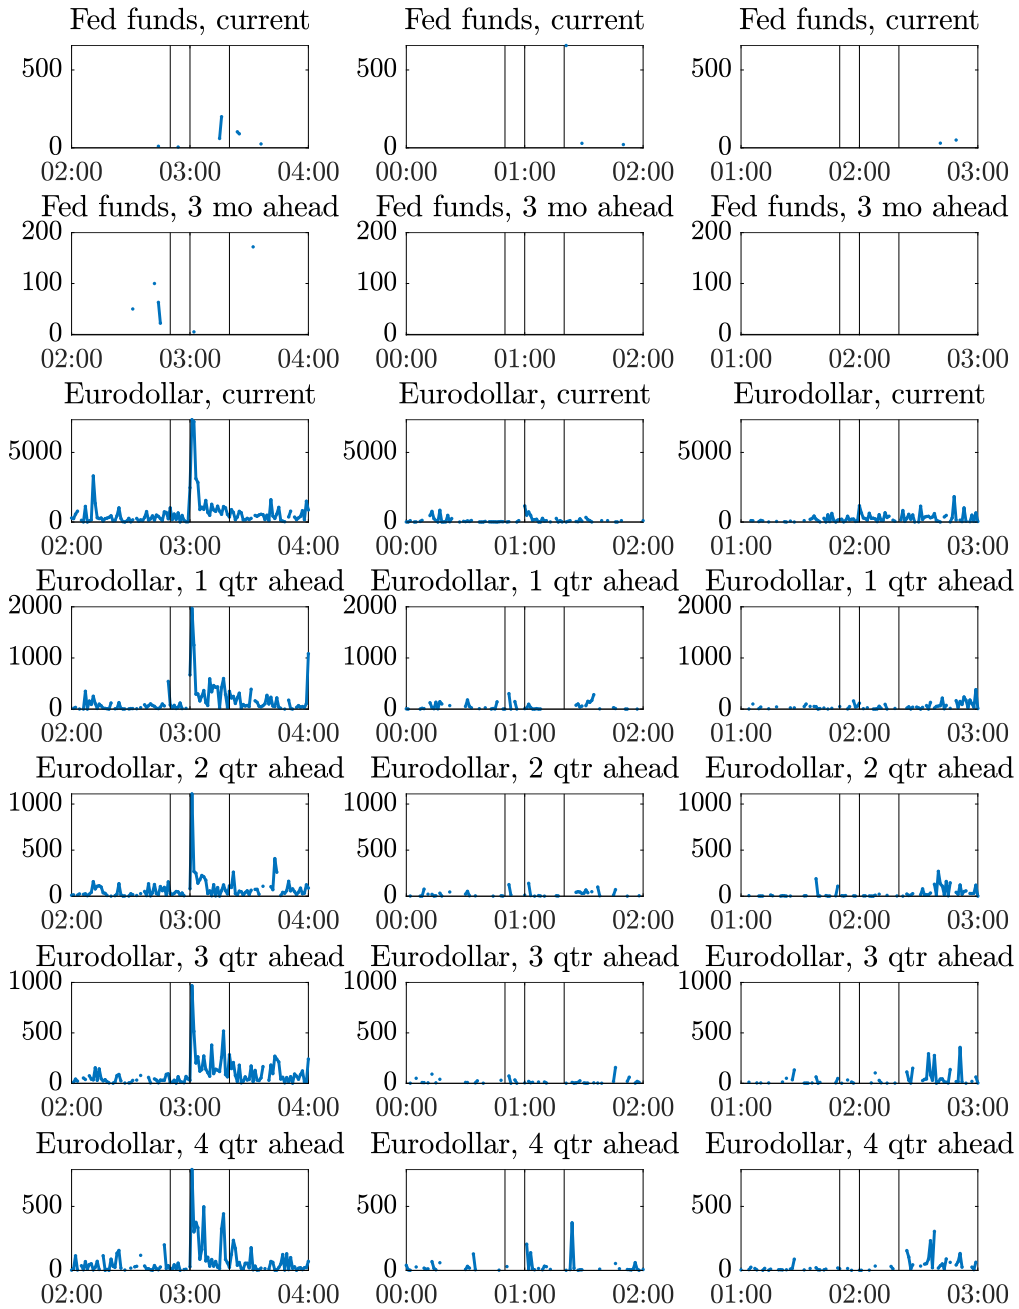 Fed funds, current Fed funds, current Fed funds, current
500 500 500
0 0 0
02:00 03:00 04:00 00:00 01:00 02:00 01:00 02:00 03:00
Fed funds, 3 mo ahead Fed funds, 3 mo ahead Fed funds, 3 mo ahead
200 200 200
100 100 100
0 0 0
02:00 03:00 04:00 00:00 01:00 02:00 01:00 02:00 03:00
Eurodollar, current Eurodollar, current Eurodollar, current
5000 5000 5000
0 0 0
02:00 03:00 04:00 00:00 01:00 02:00 01:00 02:00 03:00
Eurodollar, 1 qtr ahead Eurodollar, 1 qtr ahead Eurodollar, 1 qtr ahead
2000 2000 2000
1000 1000 1000
0 0 0
02:00 03:00 04:00 00:00 01:00 02:00 01:00 02:00 03:00
Eurodollar, 2 qtr ahead Eurodollar, 2 qtr ahead Eurodollar, 2 qtr ahead
1000 1000 1000
500 500 500
0 0 0
02:00 03:00 04:00 00:00 01:00 02:00 01:00 02:00 03:00
Eurodollar, 3 qtr ahead Eurodollar, 3 qtr ahead Eurodollar, 3 qtr ahead
1000 1000 1000
500 500 500
0 0 0
02:00 03:00 04:00 00:00 01:00 02:00 01:00 02:00 03:00
Eurodollar, 4 qtr ahead Eurodollar, 4 qtr ahead Eurodollar, 4 qtr ahead
500 500 500
0 0 0
02:00 03:00 04:00 00:00 01:00 02:00 01:00 02:00 03:00